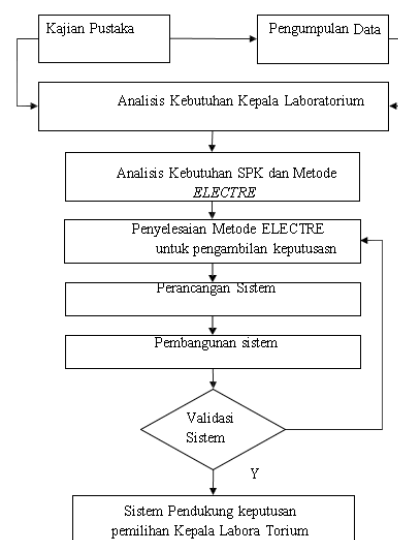 Kajian Pustaka
Pengumpulan Data
Analisis Kebutuhan Kepala Laboratorium
Analisis Kebutuhan SPK dan Metode
ELECTRE
Penyelesaian Metode ELECTRE
untuk pengambilan keputusasn
Perancangan Sistem
Pembangunan sistem
Validasi
Sistem
Y
Sistem Pendukung keputusan
pemilihan Kepala Labora Torium